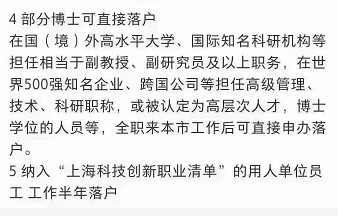 4 部分博士可直接落户
在国（境）外高水平大学、国际知名科研机构等
担任相当于副教授、副研究员及以上职务，在世
界500强知名企业、跨国公司等担任高级管理、
技术、科研职称，或被认定为高层次人才，博士
学位的人员等，全职来本市工作后可直接申办落
户。
5 纳入“上海科技创新职业清单”的用人单位员
工 工作半年落户